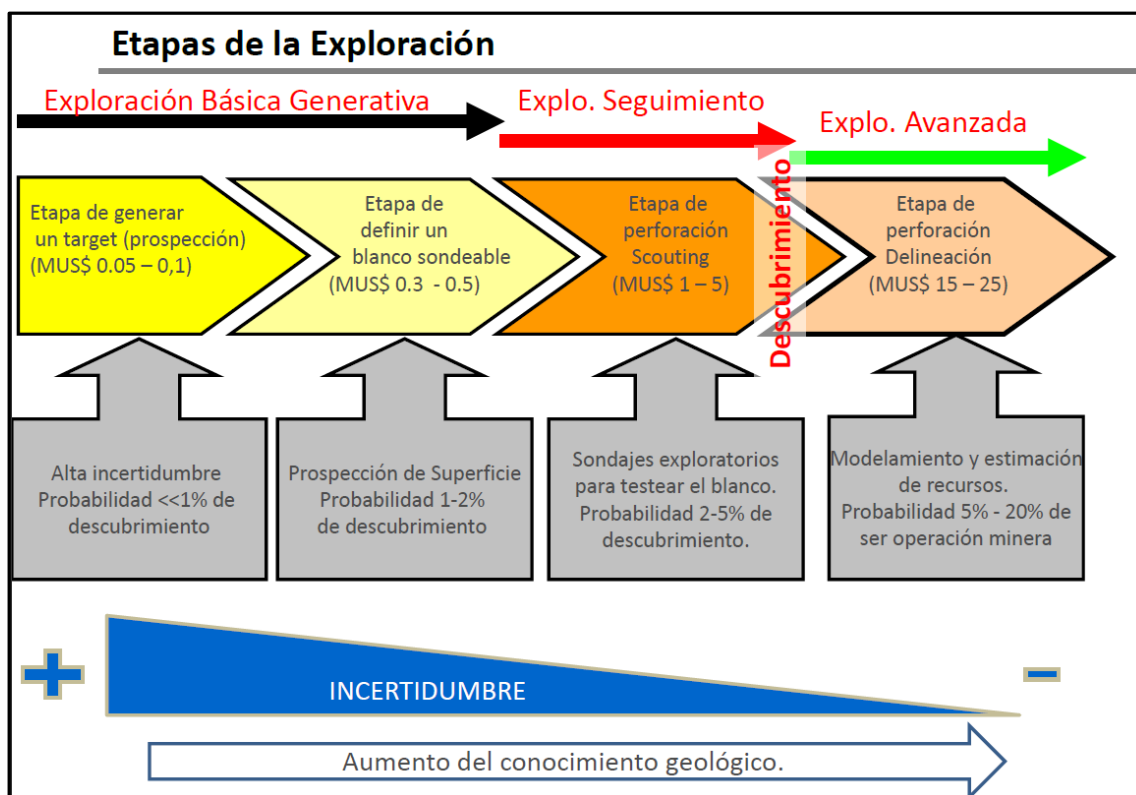 Etapas de la Exploración
Exploración Básica Generativa
Explo. Seguimiento
Explo. Avanzada
Etapa de generar
un target (prospección)
(MUS$ 0.05 – 0,1)
Etapa de
definir un
blanco sondeable
(MUS$ 0.3 - 0.5)
Etapa de
perforación
Scouting
(MUS$ 1 – 5)
Descubrimiento
Etapa de
perforación
Delineación
(MUS$ 15 – 25)
Alta incertidumbre
Probabilidad <<1% de
descubrimiento
Prospección de Superficie
Probabilidad 1-2%
de descubrimiento
Sondajes exploratorios
para testear el blanco.
Probabilidad 2-5% de
descubrimiento.
Modelamiento y estimación
de recursos.
Probabilidad 5% - 20% de
ser operación minera
+
INCERTIDUMBRE
–
Aumento del conocimiento geológico.